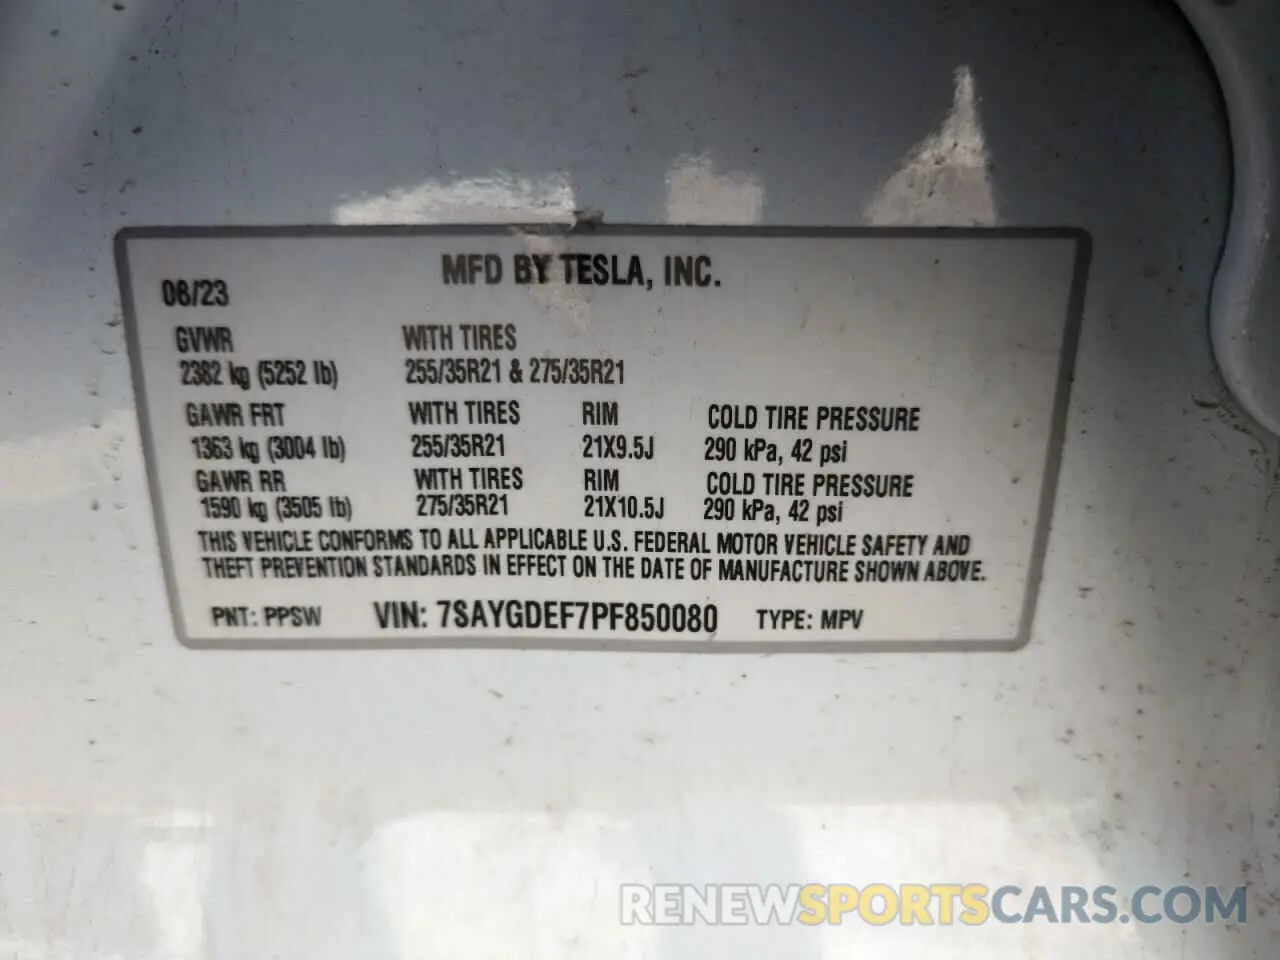 MFD BY TESLA, INC.
08/23
GVWR WITH TIRES
2382 kg (5252 lb) 255/35R21 & 275/35R21
GAWR FRT WITH TIRES RIM COLD TIRE PRESSURE
1363 kg (3004 lb) 255/35R21 21X9.5J 290 kPa, 42 psi
GAWR RR WITH TIRES RIM COLD TIRE PRESSURE
1590 kg (3505 lb) 275/35R21 21X10.5J 290 kPa, 42 psi
THIS VEHICLE CONFORMS TO ALL APPLICABLE U.S. FEDERAL MOTOR VEHICLE SAFETY AND
THEFT PREVENTION STANDARDS IN EFFECT ON THE DATE OF MANUFACTURE SHOWN ABOVE.
PNT: PPSW VIN: 7SAYGDEF7PF850080 TYPE: MPV
RENEWSPORTSCARS.COM